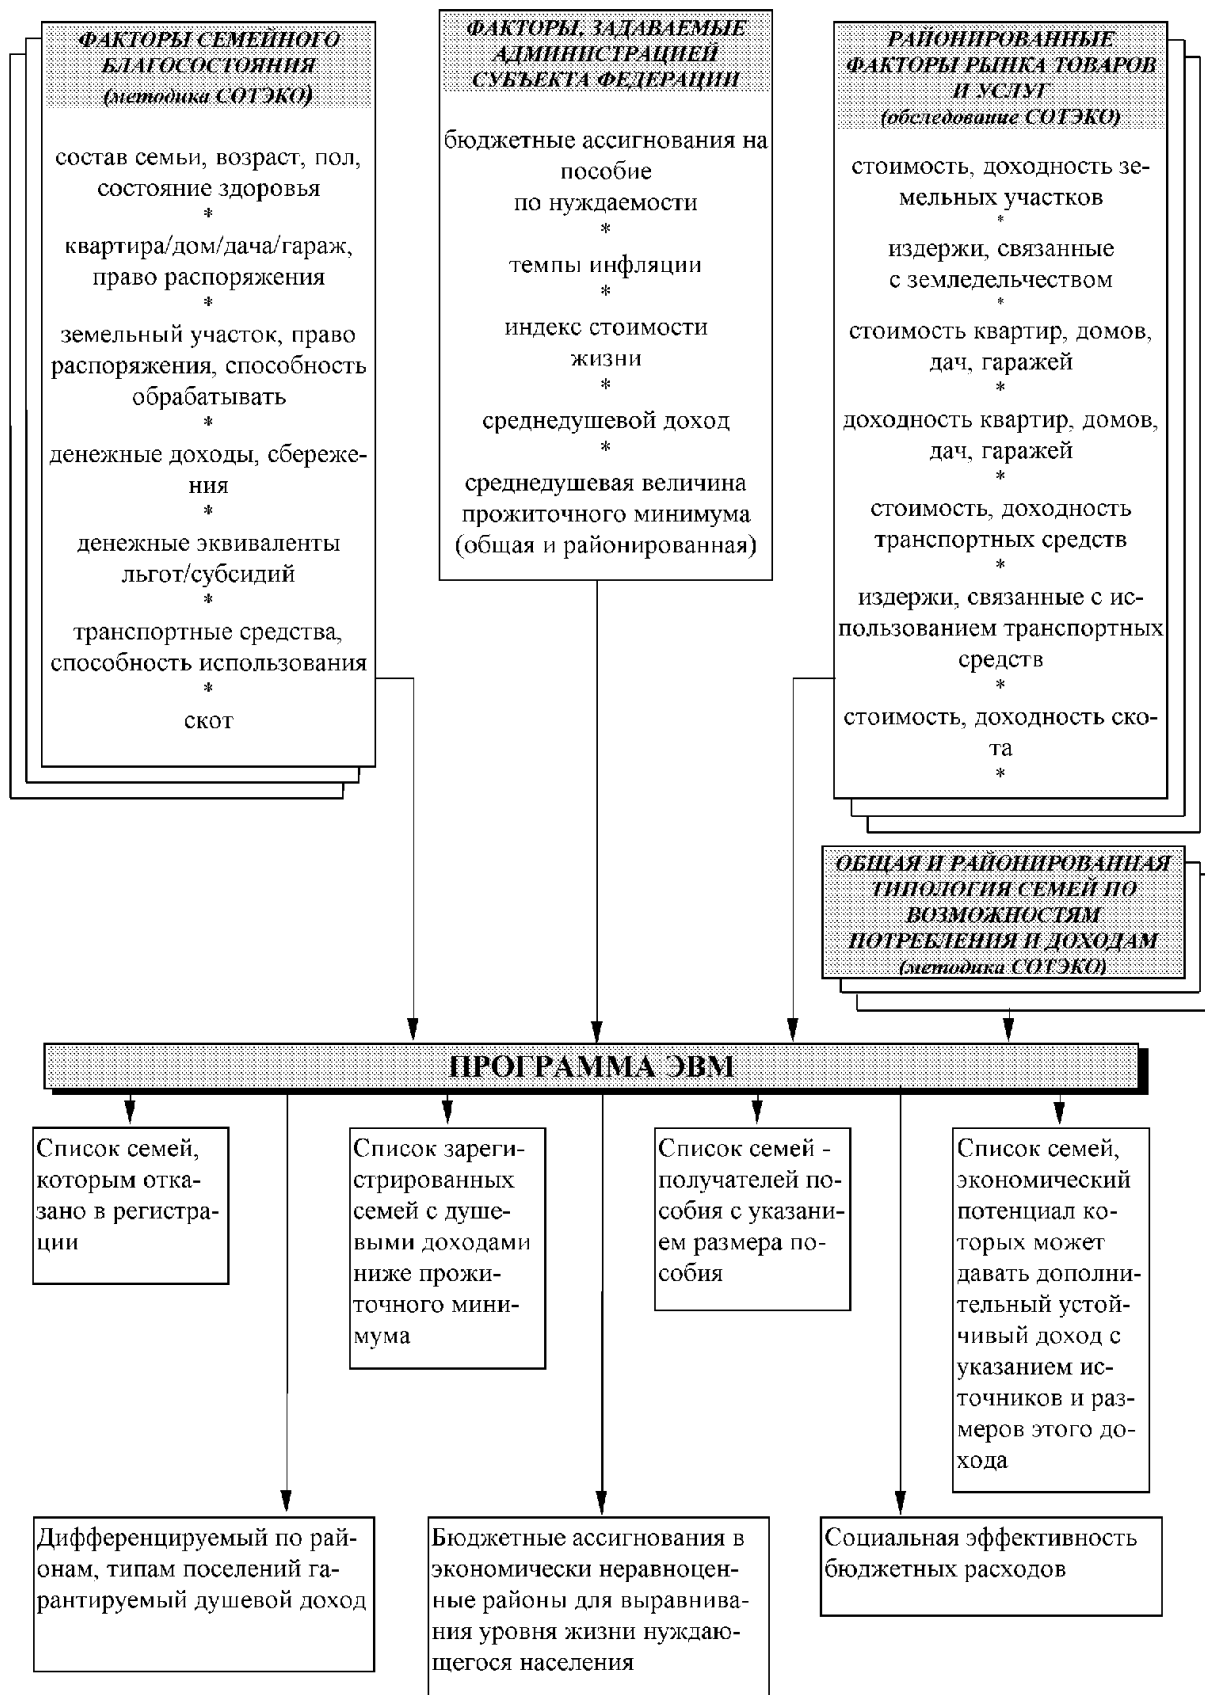 ФАКТОРЫ СЕМЕЙНОГО
БЛАГОСОСТОЯНИЯ
(методика СОТЭКО)
состав семьи, возраст, пол,
состояние здоровья
*
квартира/дом/дача/гараж,
право распоряжения
*
земельный участок, право
распоряжения, способность
обрабатывать
*
денежные доходы, сбереже-
ния
*
денежные эквиваленты
льгот/субсидий
*
транспортные средства,
способность использования
*
скот
ФАКТОРЫ, ЗАДАВАЕМЫЕ
АДМИНИСТРАЦИЕЙ
СУБЪЕКТА ФЕДЕРАЦИИ
бюджетные ассигнования на
пособие
по нуждаемости
*
темпы инфляции
*
индекс стоимости
жизни
*
среднедушевой доход
*
среднедушевая величина
прожиточного минимума
(общая и районированная)
РАЙОНИРОВАННЫЕ
ФАКТОРЫ РЫНКА ТОВАРОВ
И УСЛУГ
(обследование СОТЭКО)
стоимость, доходность зе-
мельных участков
*
издержи, связанные
с земледельчеством
*
стоимость квартир, домов,
дач, гаражей
*
доходность квартир, домов,
дач, гаражей
*
стоимость, доходность
транспортных средств
*
издержи, связанные с ис-
пользованием транспортных
средств
*
стоимость, доходность ско-
та
*
ОБЩАЯ И РАЙОНИРОВАННАЯ
ТИПОЛОГИЯ СЕМЕЙ ПО
ВОЗМОЖНОСТЯМ
ПОТРЕБЛЕНИЯ И ДОХОДАМ
(методика СОТЭКО)
ПРОГРАММА ЭВМ
Список семей,
которым отка-
зано в регистра-
ции
Список зареги-
стрированных
семей с душе-
выми доходами
ниже прожи-
точного мини-
мума
Список семей -
получателей по-
собия с указани-
ем размера по-
собия
Список семей,
экономический
потенциал ко-
торых может
давать дополни-
тельный устой-
чивый доход с
указанием ис-
точников и раз-
меров этого до-
хода
Дифференцируемый по рай-
онам, типам поселений га-
рантируемый душевой доход
Бюджетные ассигнования в
экономически неравноцен-
ные районы для выравнива-
ния уровня жизни нуждаю-
щегося населения
Социальная эффективность
бюджетных расходов